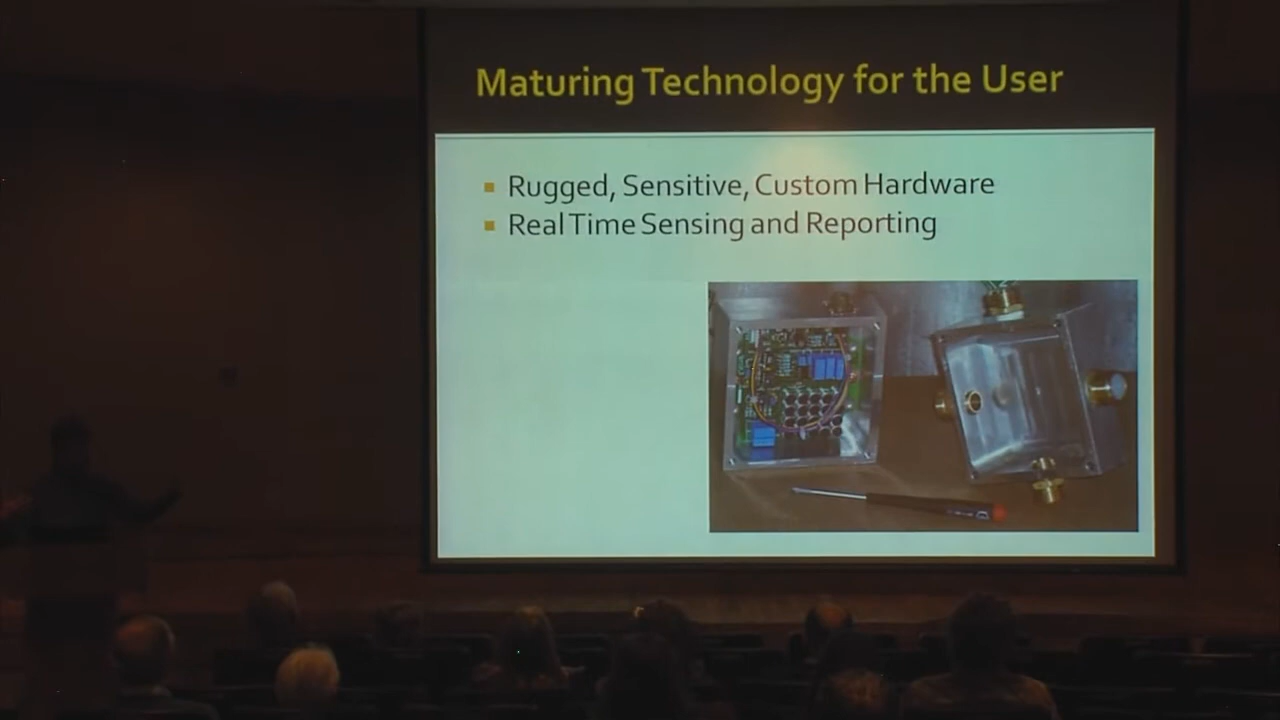 Maturing Technology for the User
Rugged, Sensitive, Custom Hardware
Real Time Sensing and Reporting